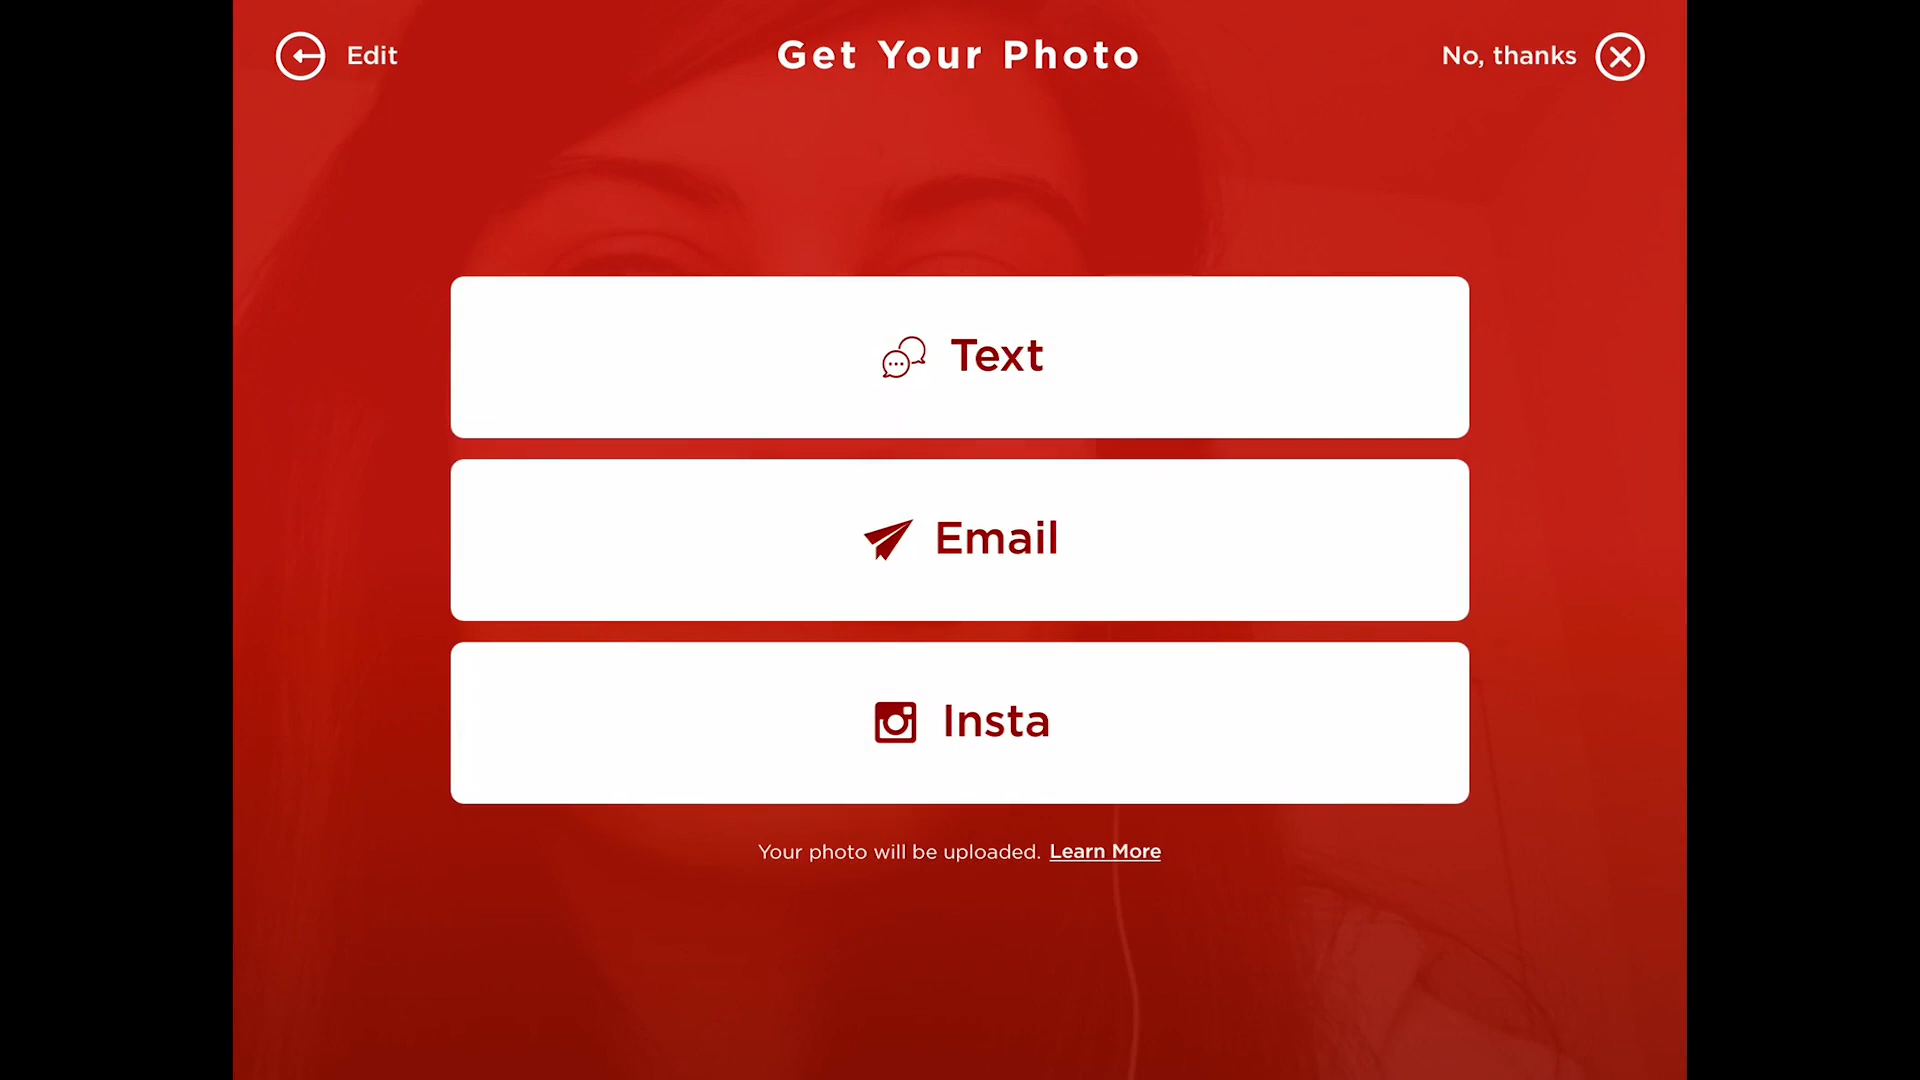 Edit
Get Your Photo
No, thanks
Text
Email
Insta
Your photo will be uploaded. Learn More